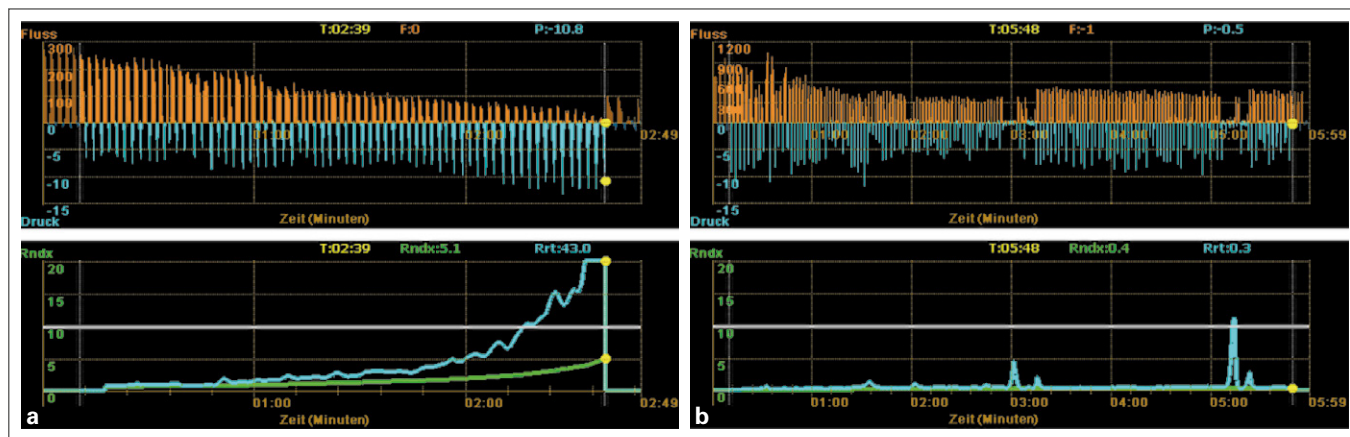 T:02:39 F:0 P:-10.8
Fluss
300
200
100
0
01:00 02:00 02:49
-5
-10
-15
Druck
Zeit (Minuten)
Rndx T:02:39 Rndx:5.1 Rrt:43.0
20
15
10
5
0
01:00 02:00 02:49
Zeit (Minuten)
a
T:05:48 F:-1 P:-0.5
Fluss
1200
900
300
0
01:00 02:00 03:00 04:00 05:00 05:59
-5
-10
-15
Druck
Zeit (Minuten)
Rndx T:05:48 Rndx:0.4 Rrt:0.3
20
15
10
5
0
01:00 02:00 03:00 04:00 05:00 05:59
Zeit (Minuten)
b